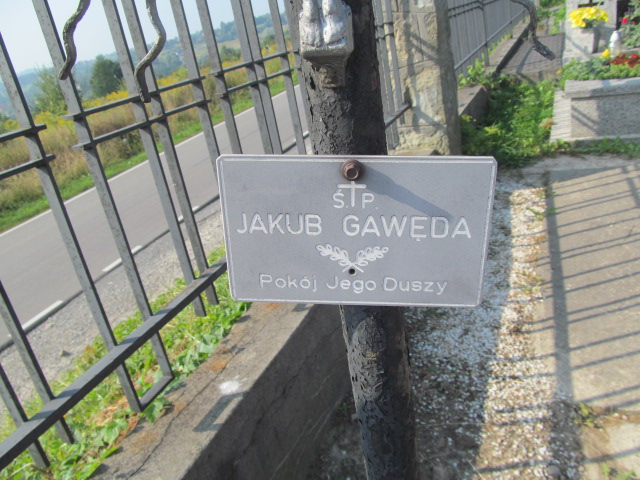 Ś.P.
JAKUB GAWĘDA
Pokój Jego Duszy